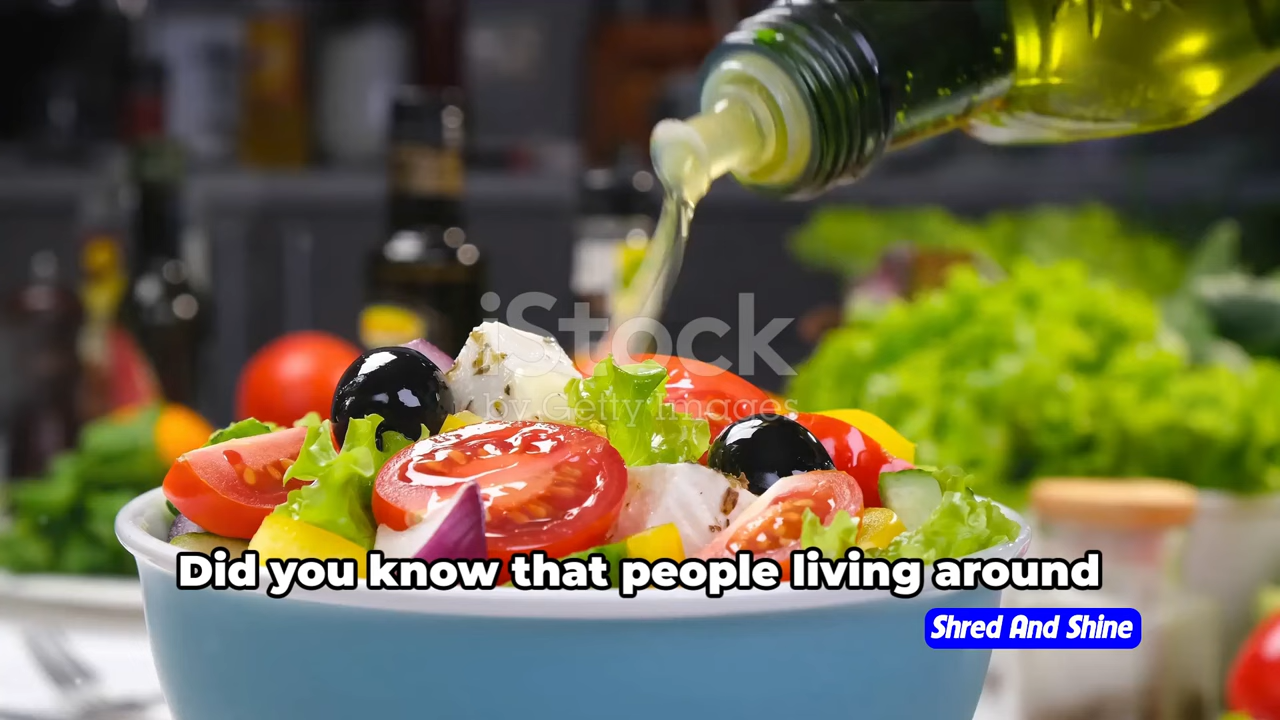 iStock
by Getty Images
Did you know that people living around
Shred And Shine